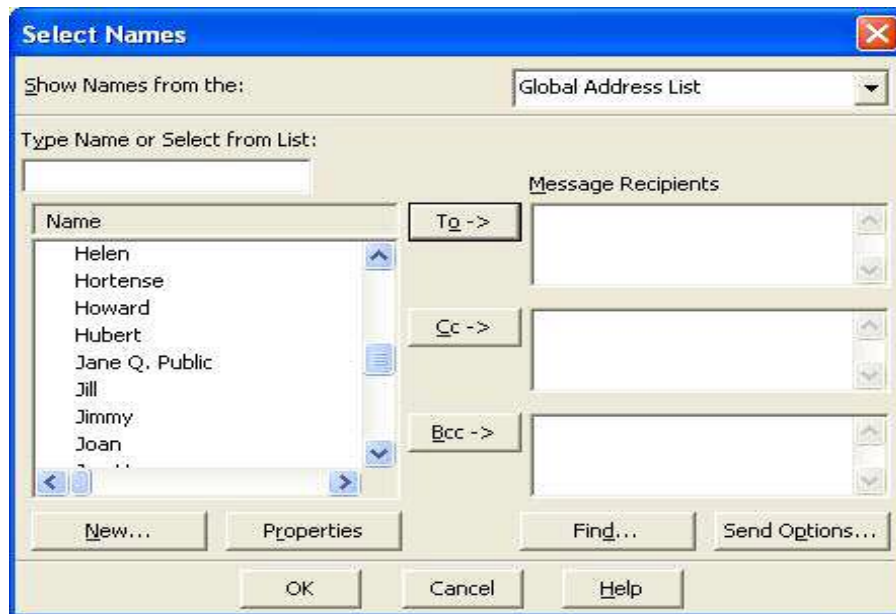 Select Names
Show Names from the:
Global Address List
Type Name or Select from List:
Message Recipients
Name
To ->
Helen
Hortense
Howard
Hubert
Cc ->
Jane Q. Public
Jill
Jimmy
Bcc ->
Joan
New...
Properties
Find...
Send Options...
OK
Cancel
Help